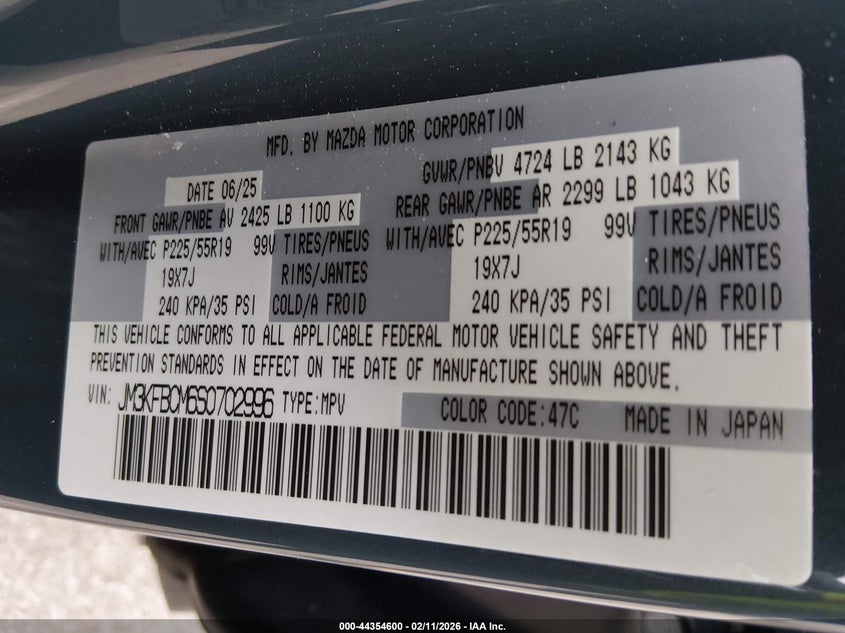 MFD. BY MAZDA MOTOR CORPORATION
DATE 06/25
GVWR/PNBV 4724 LB 2143 KG
FRONT GAWR/PNBE AV 2425 LB 1100 KG
REAR GAWR/PNBE AR 2299 LB 1043 KG
WITH/AVEC P225/55R19 99V TIRES/PNEUS
WITH/AVEC P225/55R19 99V TIRES/PNEUS
19X7J RIMS/JANTES
19X7J RIMS/JANTES
240 KPA/35 PSI COLD/A FROID
240 KPA/35 PSI COLD/A FROID
THIS VEHICLE CONFORMS TO ALL APPLICABLE FEDERAL MOTOR VEHICLE SAFETY AND THEFT
PREVENTION STANDARDS IN EFFECT ON THE DATE OF MANUFACTURE SHOWN ABOVE.
VIN: JM3KFBCM6S0702996 TYPE:MPV
COLOR CODE:47C MADE IN JAPAN
000-44354600 - 02/11/2026 - IAA Inc.